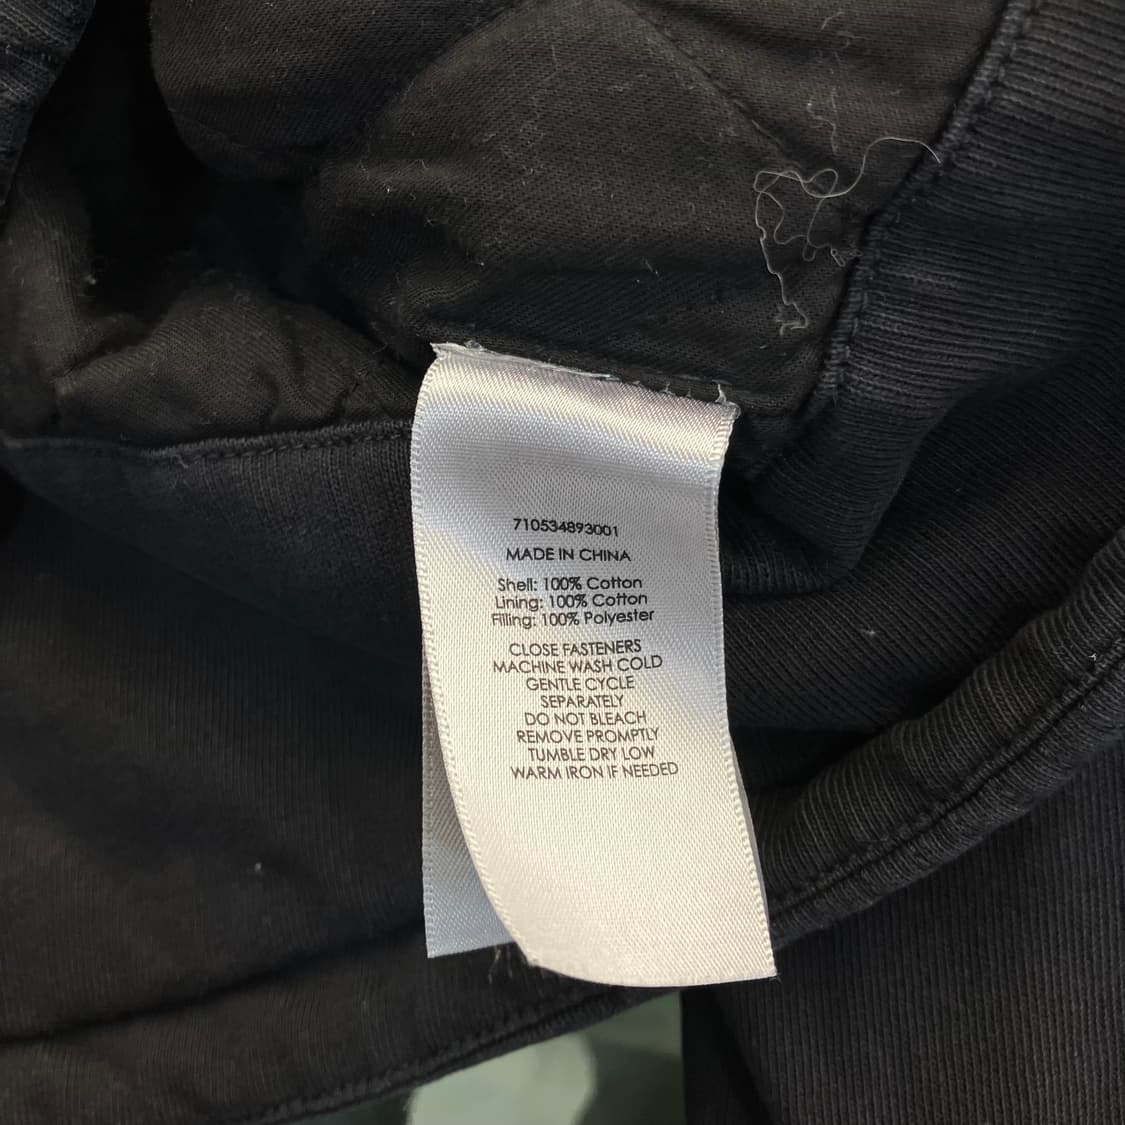 710534893001
MADE IN CHINA
Shell: 100% Cotton
Lining: 100% Cotton
Filling: 100% Polyester
CLOSE FASTENERS
MACHINE WASH COLD
GENTLE CYCLE
SEPARATELY
DO NOT BLEACH
REMOVE PROMPTLY
TUMBLE DRY LOW
WARM IRON IF NEEDED